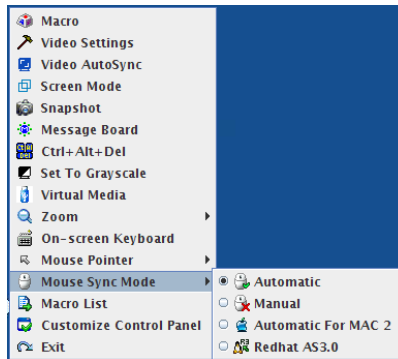 Macro
Video Settings
Video AutoSync
Screen Mode
Snapshot
Message Board
Ctrl+Alt+Del
Set To Grayscale
Virtual Media
Zoom
On-screen Keyboard
Mouse Pointer
Mouse Sync Mode
Automatic
Manual
Macro List
Automatic For MAC 2
Customize Control Panel
Redhat AS3.0
Exit